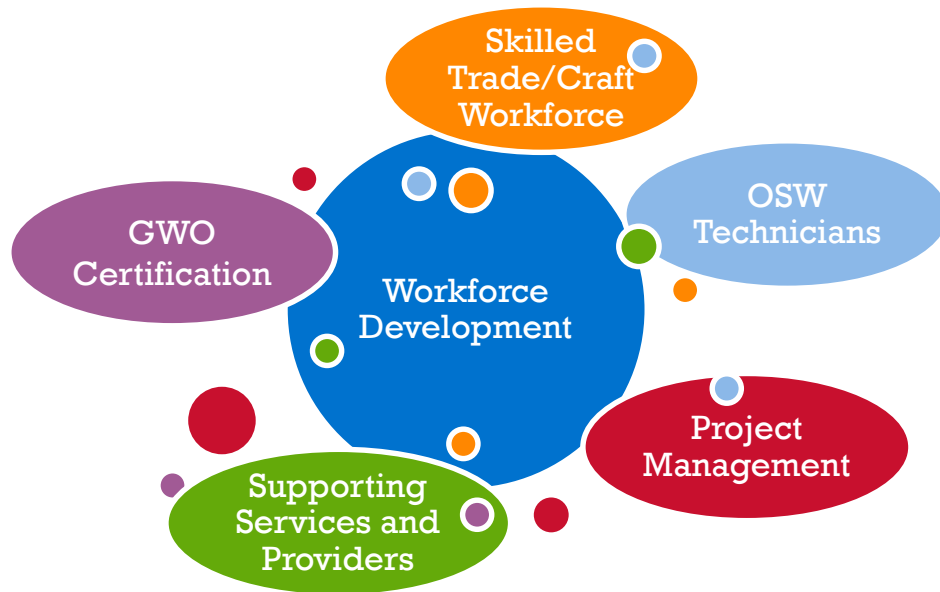 Skilled
Trade/Craft
Workforce
GWO
Certification
OSW
Technicians
Workforce
Development
Project
Management
Supporting
Services and
Providers